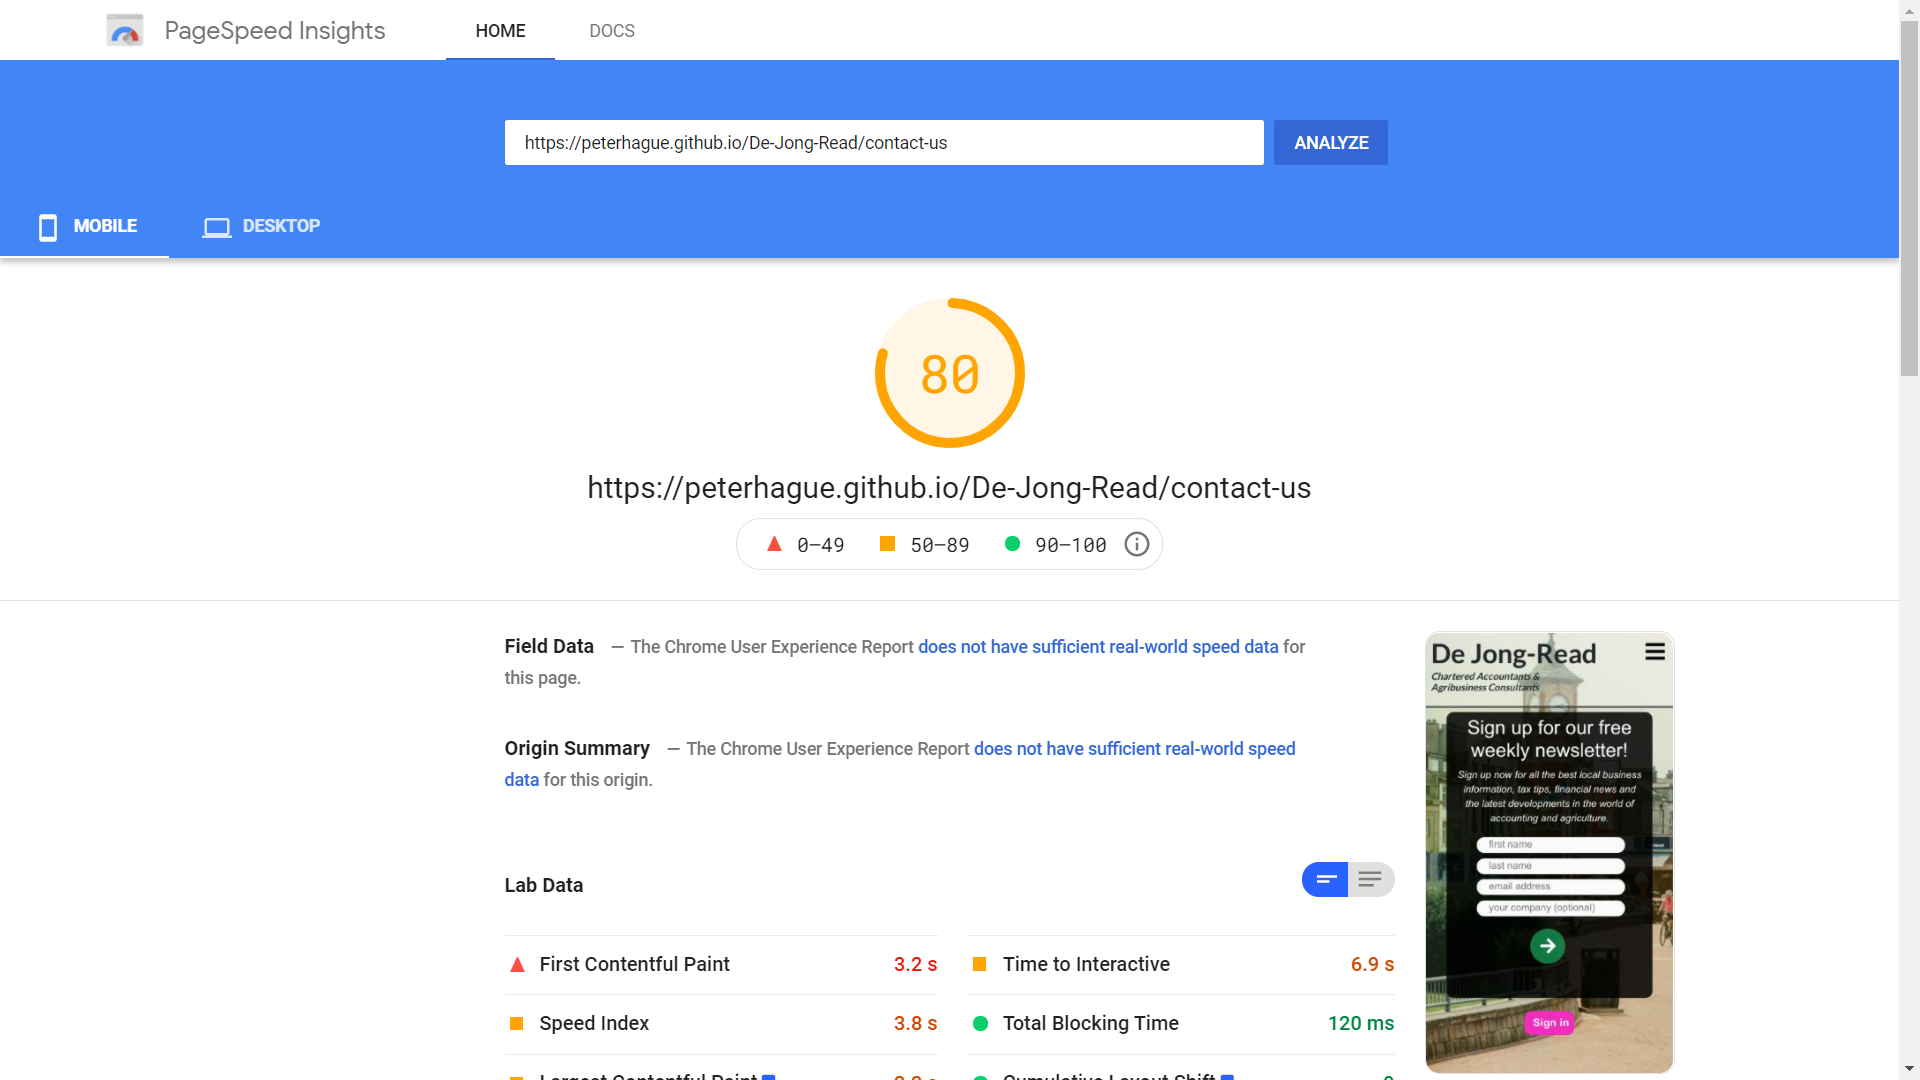 PageSpeed Insights
HOME
DOCS
https://peterhague.github.io/De-Jong-Read/contact-us
ANALYZE
MOBILE
DESKTOP
80
https://peterhague.github.io/De-Jong-Read/contact-us
0–49
50–89
90–100
Field Data — The Chrome User Experience Report does not have sufficient real-world speed data for
this page.
Origin Summary — The Chrome User Experience Report does not have sufficient real-world speed
data for this origin.
Lab Data
First Contentful Paint 3.2 s
Time to Interactive 6.9 s
Speed Index 3.8 s
Total Blocking Time 120 ms
Largest Contentful Paint
Cumulative Layout Shift
De Jong-Read
Chartered Accountants &
Agribusiness Consultants
Sign up for our free
weekly newsletter!
Sign up now for all the best local business
information, tax tips, financial news and
the latest developments in the world of
accounting and agriculture.
first name
last name
email address
your company (optional)
Sign in